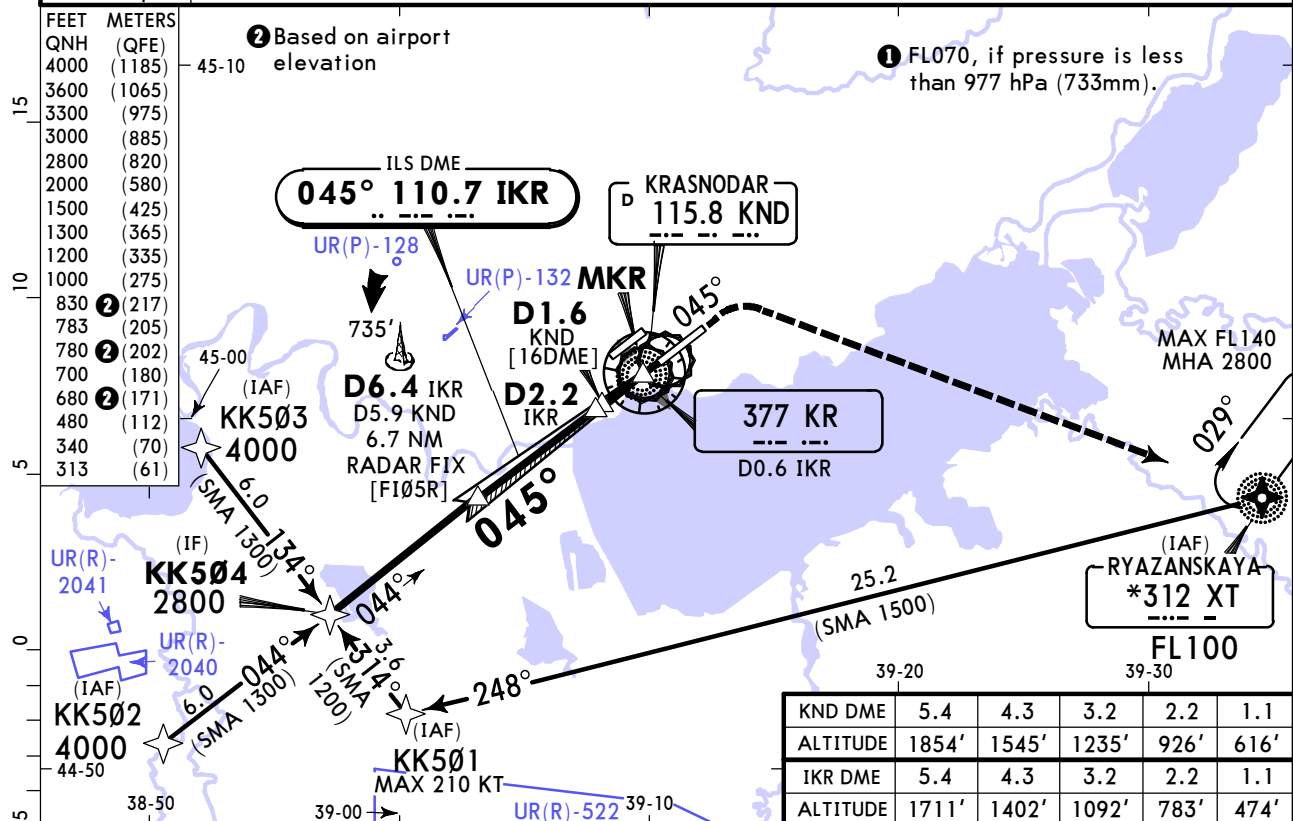 FEET METERS
QNH (QFE)
4000 (1185)
3600 (1065)
3300 (975)
3000 (885)
2800 (820)
2000 (580)
1500 (425)
1300 (365)
1200 (335)
1000 (275)
830 2 (217)
783 (205)
780 2 (202)
700 (180)
680 2 (171)
480 (112)
340 (70)
313 (61)
2 Based on airport
elevation
1 FL070, if pressure is less
than 977 hPa (733mm).
45-10
15
10
5
0
5
ILS DME
045° 110.7 IKR
KRASNODAR
D 115.8 KND
UR(P)-128
UR(P)-132
MKR
045°
735'
D1.6
KND
[16DME]
D6.4 IKR
D5.9 KND
6.7 NM
RADAR FIX
[FI05R]
D2.2
IKR
377 KR
D0.6 IKR
MAX FL140
MHA 2800
029°
45-00
(IAF)
KK5Ø3
4000
6.0
134°
(SMA 1300)
045°
(IF)
KK5Ø4
2800
044°
UR(R)-
2041
UR(R)-
2040
(IAF)
KK5Ø2
4000
6.0
044°
(SMA 1300)
3.6
314°
(SMA
1200)
(IAF)
KK5Ø1
MAX 210 KT
248°
25.2
(SMA 1500)
(IAF)
RYAZANSKAYA
*312 XT
FL100
39-20
39-30
44-50
38-50
39-00
39-10
UR(R)-522
KND DME 5.4 4.3 3.2 2.2 1.1
ALTITUDE 1854' 1545' 1235' 926' 616'
IKR DME 5.4 4.3 3.2 2.2 1.1
ALTITUDE 1711' 1402' 1092' 783' 474'